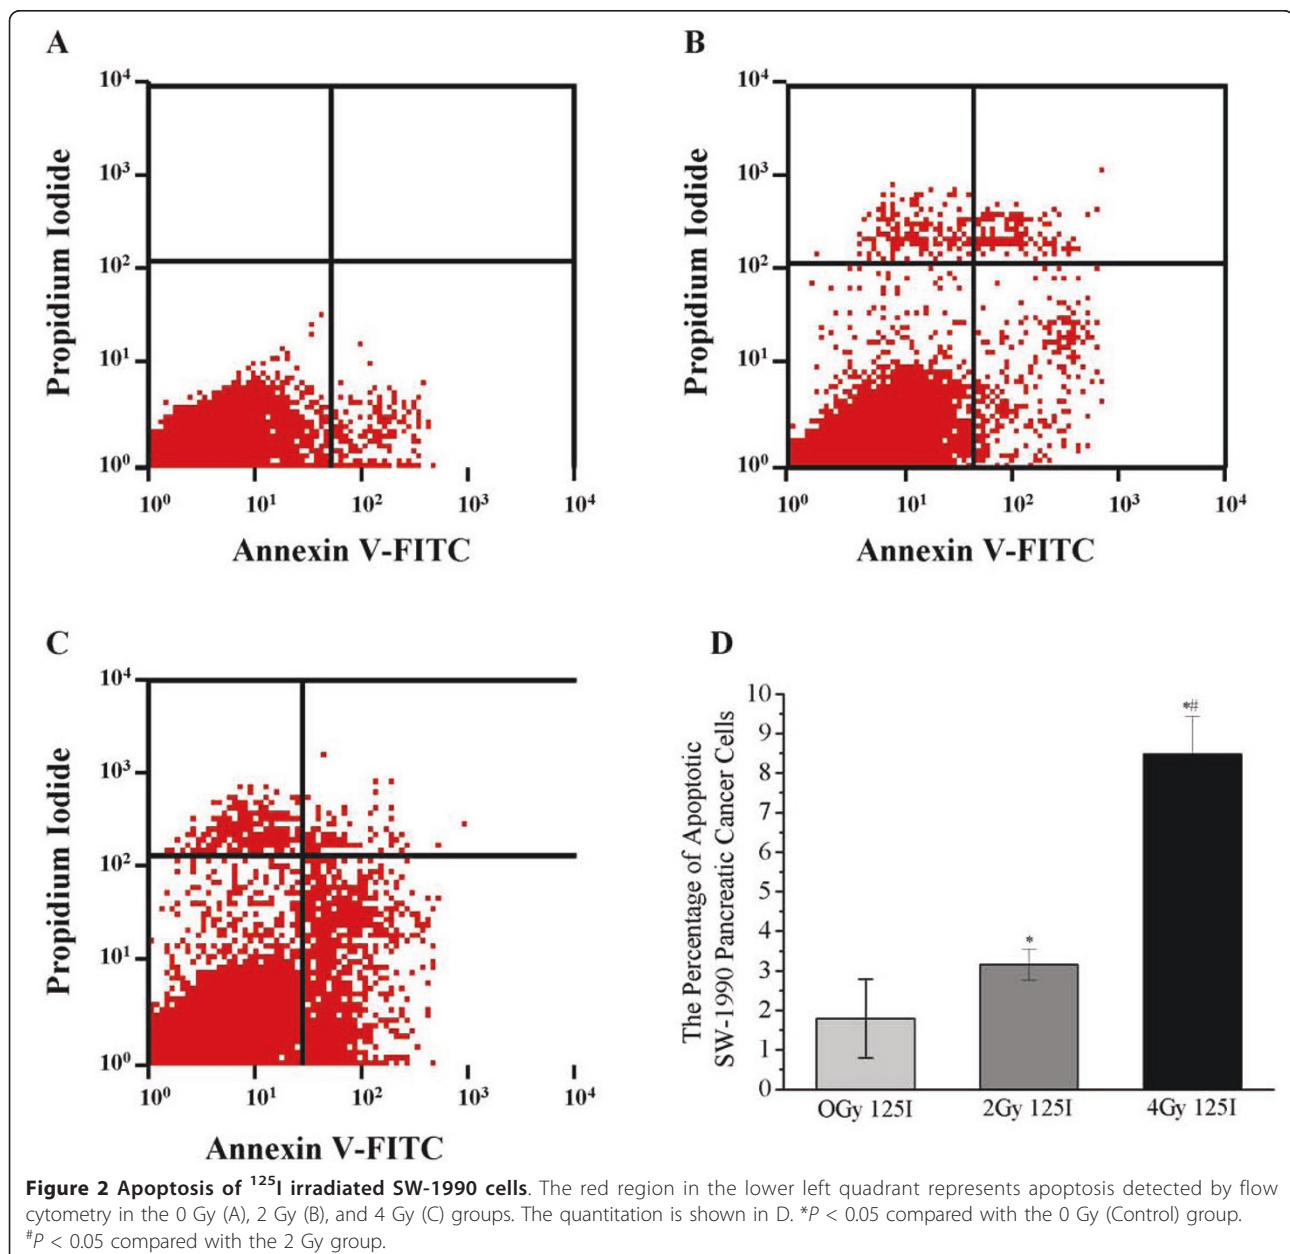 A
10⁴
10³
10²
10¹
10⁰
Propidium Iodide
10⁰ 10¹ 10² 10³ 10⁴
Annexin V-FITC
B
10⁴
10³
10²
10¹
10⁰
Propidium Iodide
10⁰ 10¹ 10² 10³ 10⁴
Annexin V-FITC
C
10⁴
10³
10²
10¹
10⁰
Propidium Iodide
10⁰ 10¹ 10² 10³ 10⁴
Annexin V-FITC
D
The Percentage of Apoptotic
SW-1990 Pancreatic Cancer Cells
10
9
8
7
6
5
4
3
2
1
0
*
*#
OGy 125I 2Gy 125I 4Gy 125I
Figure 2 Apoptosis of ¹²⁵I irradiated SW-1990 cells. The red region in the lower left quadrant represents apoptosis detected by flow
cytometry in the 0 Gy (A), 2 Gy (B), and 4 Gy (C) groups. The quantitation is shown in D. *P < 0.05 compared with the 0 Gy (Control) group.
#P < 0.05 compared with the 2 Gy group.